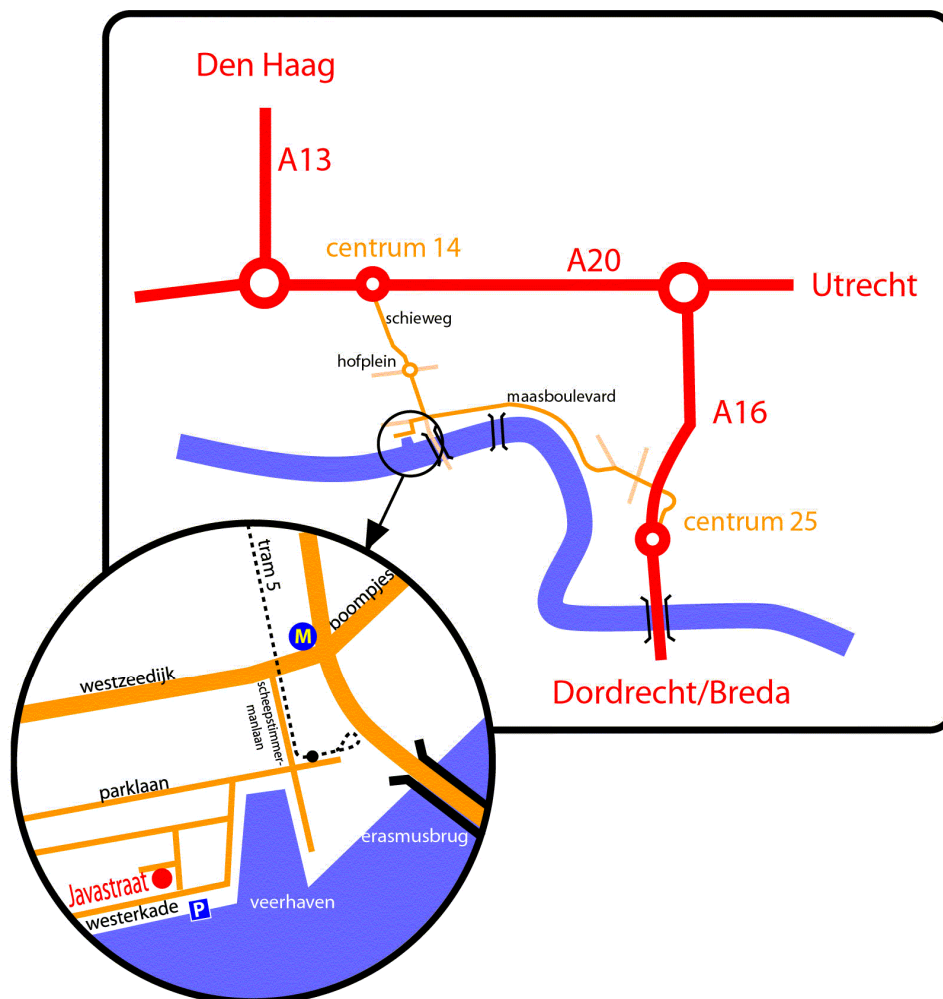 Den Haag
A13
centrum 14
A20
Utrecht
schieweg
hofplein
maasboulevard
A16
centrum 25
Dordrecht/Breda
tram 5
boompjes
M
westzeedijk
scheepstimmer-
manlaan
parklaan
erasmusbrug
Javastraat
veerhaven
westerkade
P